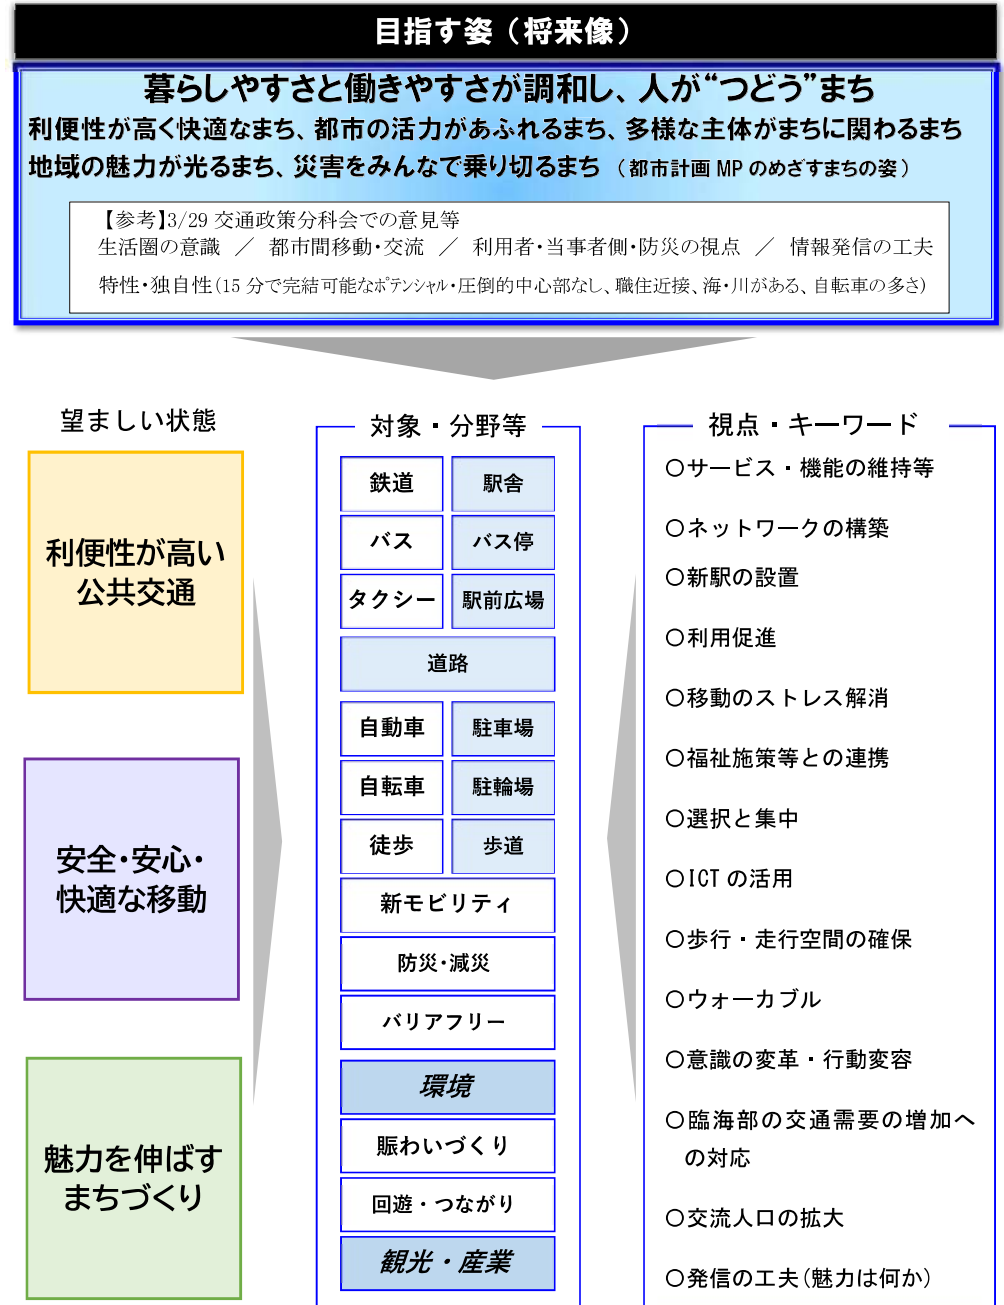 目指す姿（将来像）
暮らしやすさと働きやすさが調和し、人が“つどう”まち
利便性が高く快適なまち、都市の活力があふれるまち、多様な主体がまちに関わるまち
地域の魅力が光るまち、災害をみんなで乗り切るまち（都市計画 MP のめざすまちの姿）
【参考】3/29 交通政策分科会での意見等
生活圏の意識 ／ 都市間移動・交流 ／ 利用者・当事者側・防災の視点 ／ 情報発信の工夫
特性・独自性（15 分で完結可能なﾎﾟﾃﾝｼｬﾙ・圧倒的中心部なし、職住近接、海・川がある、自転車の多さ）
望ましい状態
利便性が高い
公共交通
安全・安心・
快適な移動
魅力を伸ばす
まちづくり
対象・分野等
鉄道 駅舎
バス バス停
タクシー 駅前広場
道路
自動車 駐車場
自転車 駐輪場
徒歩 歩道
新モビリティ
防災・減災
バリアフリー
環境
賑わいづくり
回遊・つながり
観光・産業
視点・キーワード
○サービス・機能の維持等
○ネットワークの構築
○新駅の設置
○利用促進
○移動のストレス解消
○福祉施策等との連携
○選択と集中
○ICT の活用
○歩行・走行空間の確保
○ウォーカブル
○意識の変革・行動変容
○臨海部の交通需要の増加へ
の対応
○交流人口の拡大
○発信の工夫（魅力は何か）